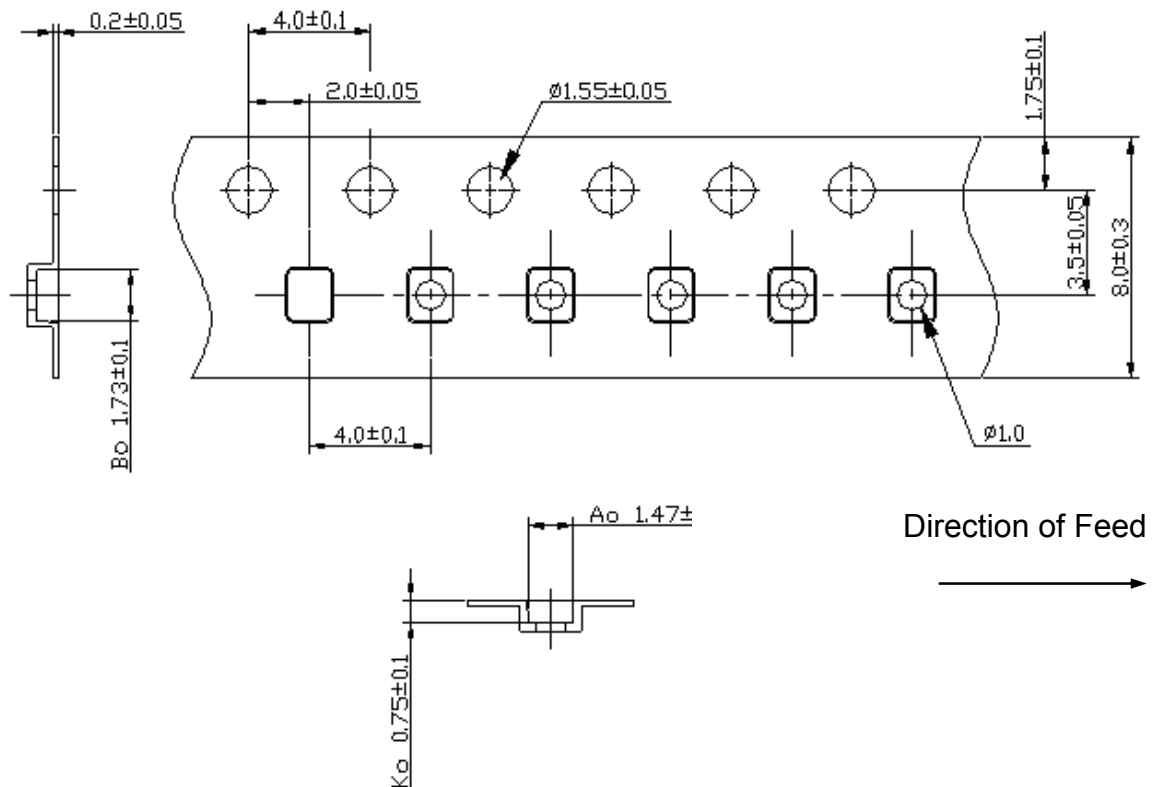 0.2±0.05
4.0±0.1
2.0±0.05
ø1.55±0.05
1.75±0.1
3.5±0.05
8.0±0.3
Bo 1.73±0.1
4.0±0.1
ø1.0
Ao 1.47±
Direction of Feed
Ko 0.75±0.1